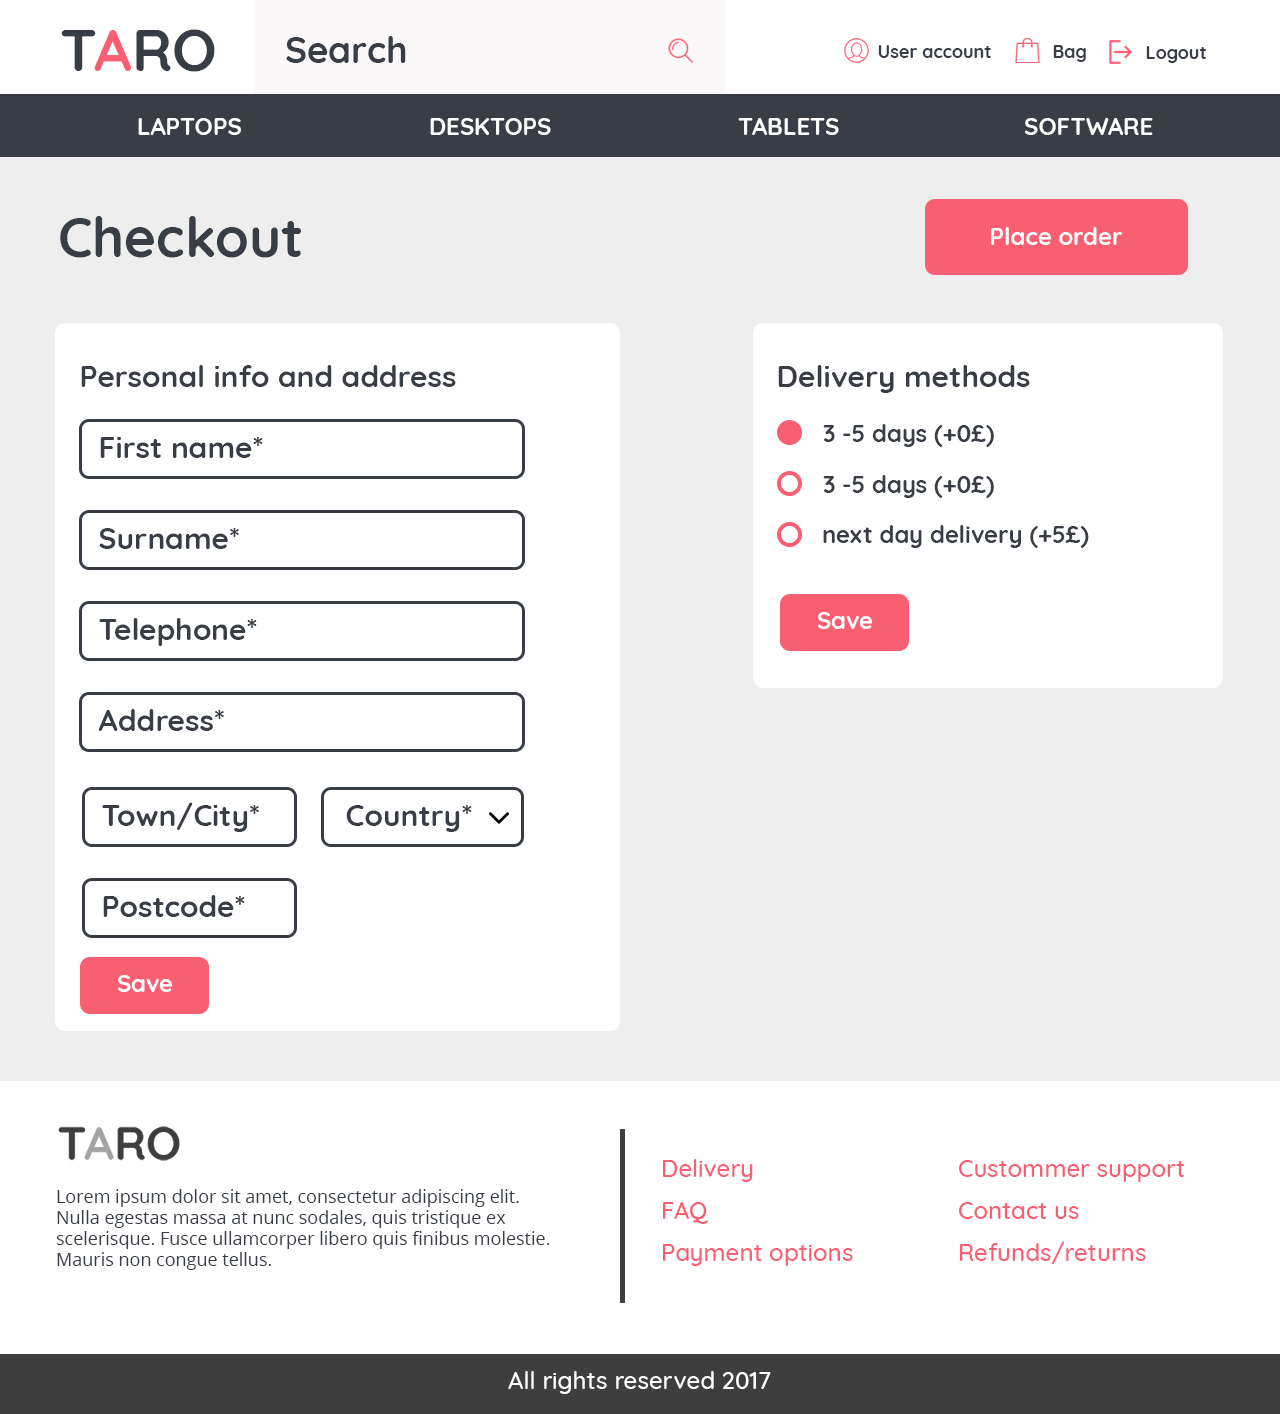 TARO
Search
User account
Bag
Logout
LAPTOPS
DESKTOPS
TABLETS
SOFTWARE
Checkout
Place order
Personal info and address
First name*
Surname*
Telephone*
Address*
Town/City*
Country*
Postcode*
Save
Delivery methods
3 -5 days (+0£)
3 -5 days (+0£)
next day delivery (+5£)
Save
TARO
Lorem ipsum dolor sit amet, consectetur adipiscing elit.
Nulla egestas massa at nunc sodales, quis tristique ex
scelerisque. Fusce ullamcorper libero quis finibus molestie.
Mauris non congue tellus.
Delivery
FAQ
Payment options
Custommer support
Contact us
Refunds/returns
All rights reserved 2017